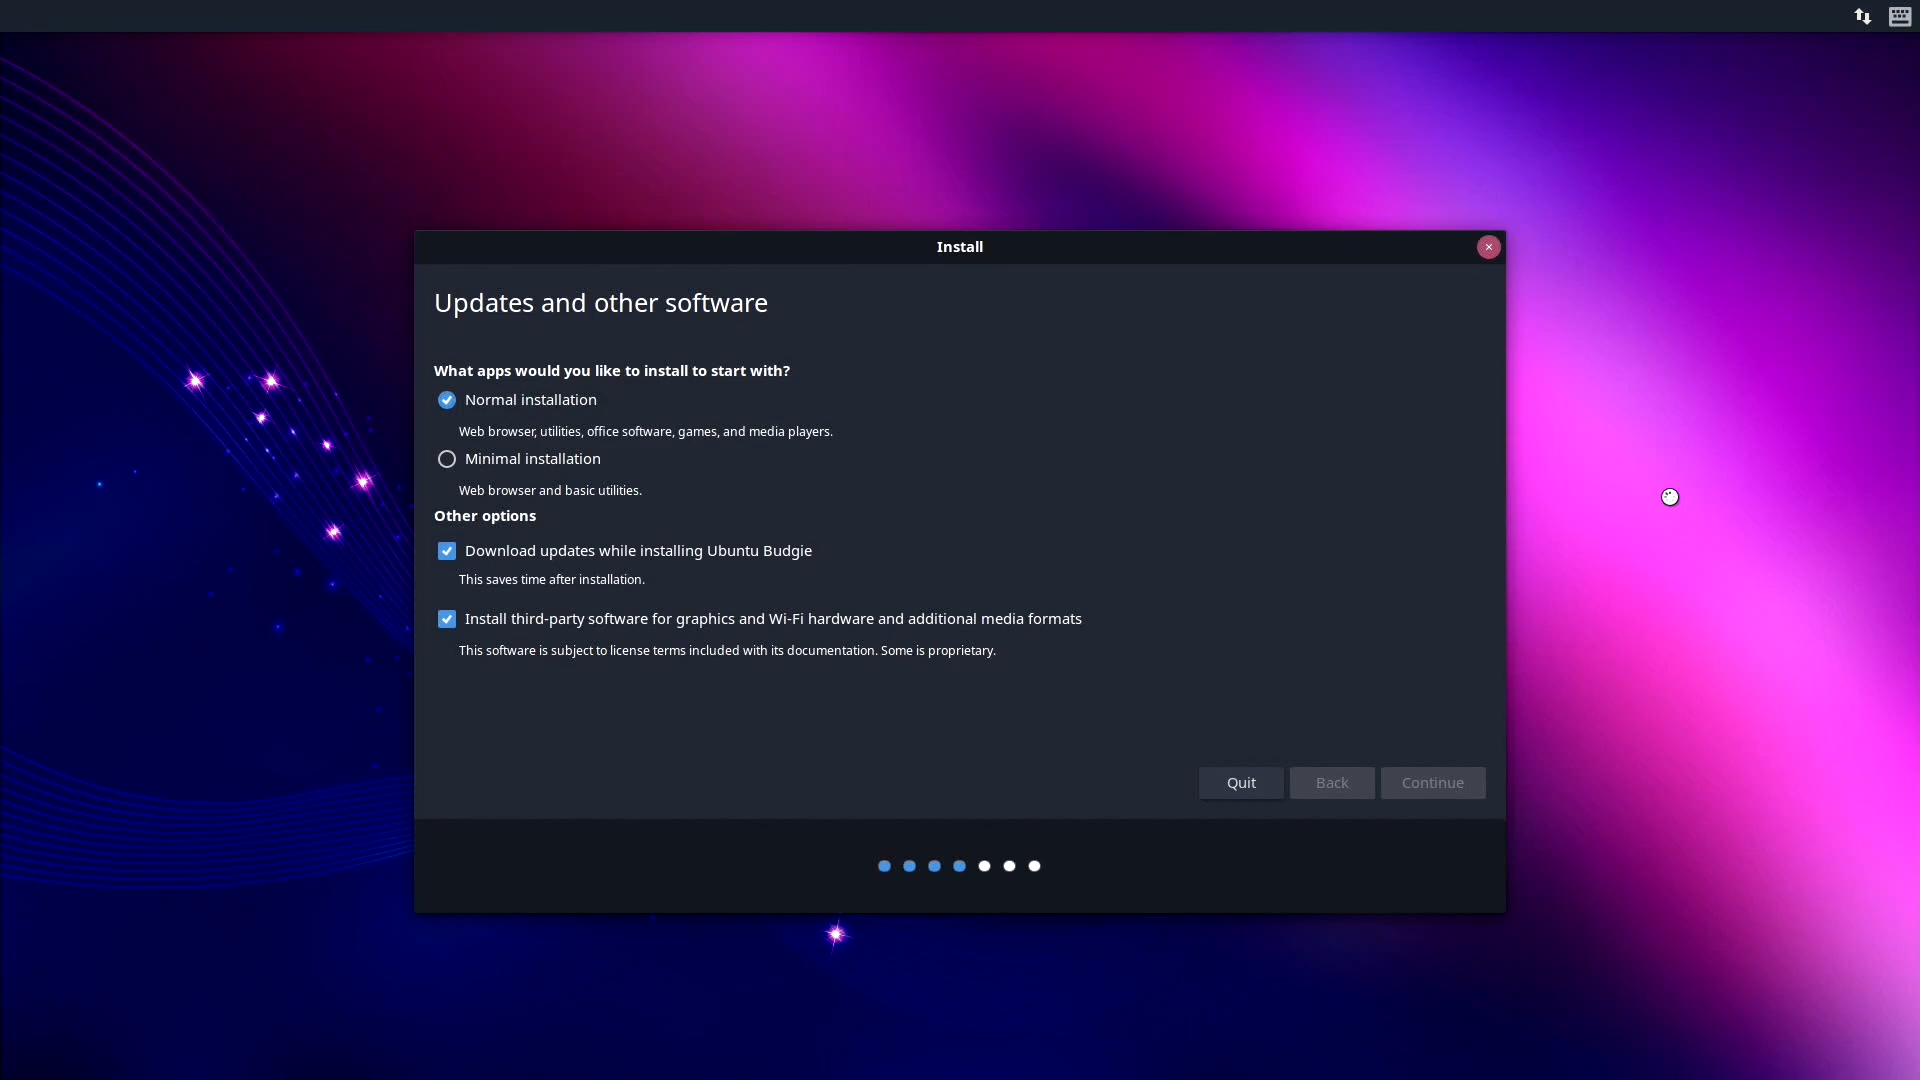 Install
Updates and other software
What apps would you like to install to start with?
Normal installation
Web browser, utilities, office software, games, and media players.
Minimal installation
Web browser and basic utilities.
Other options
Download updates while installing Ubuntu Budgie
This saves time after installation.
Install third-party software for graphics and Wi-Fi hardware and additional media formats
This software is subject to license terms included with its documentation. Some is proprietary.
Quit Back Continue